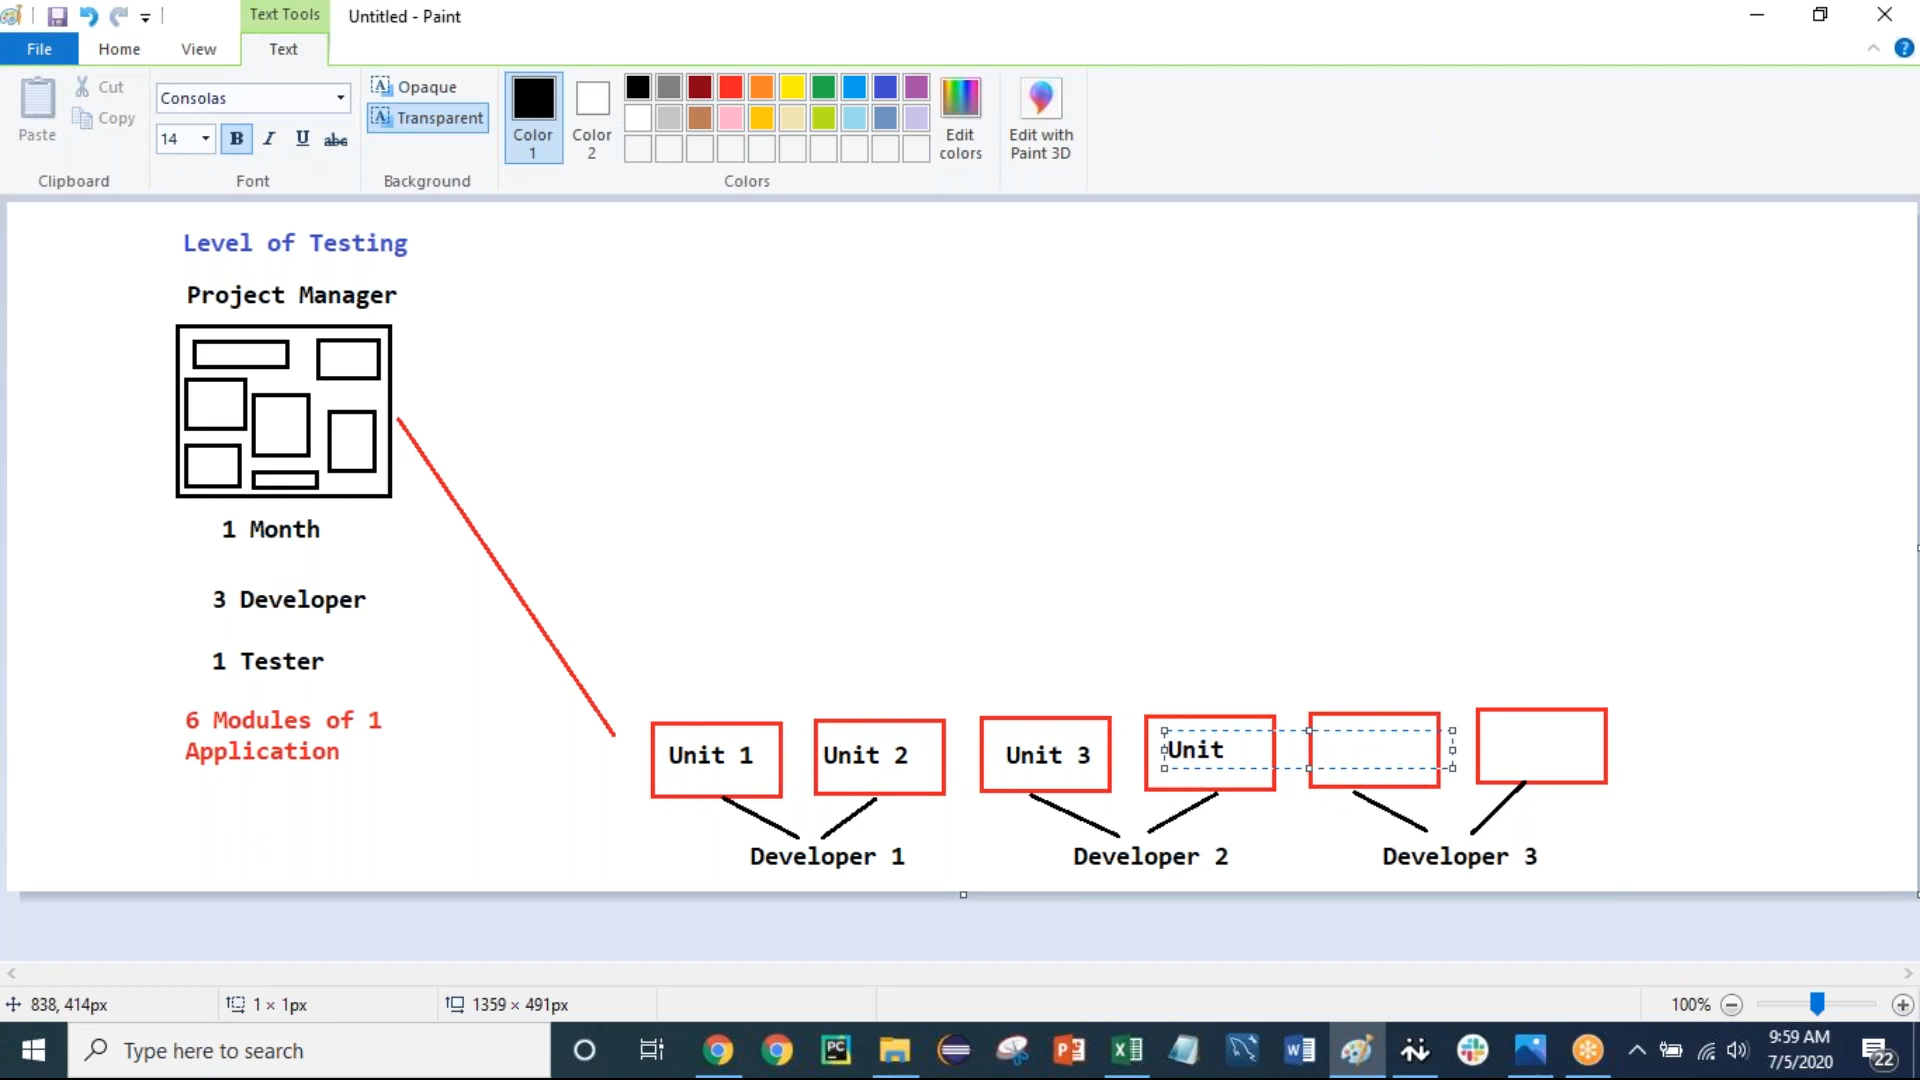 Text Tools
Untitled - Paint
File
Home
View
Text
Paste
Cut
Copy
Clipboard
Consolas
14
B
I
U
abc
Font
Opaque
Transparent
Background
Color
1
Color
2
Colors
Edit
colors
Edit with
Paint 3D
Level of Testing
Project Manager
1 Month
3 Developer
1 Tester
6 Modules of 1
Application
Unit 1
Unit 2
Unit 3
Unit
Developer 1
Developer 2
Developer 3
838, 414px
1 × 1px
1359 × 491px
100%
Type here to search
9:59 AM
7/5/2020
22